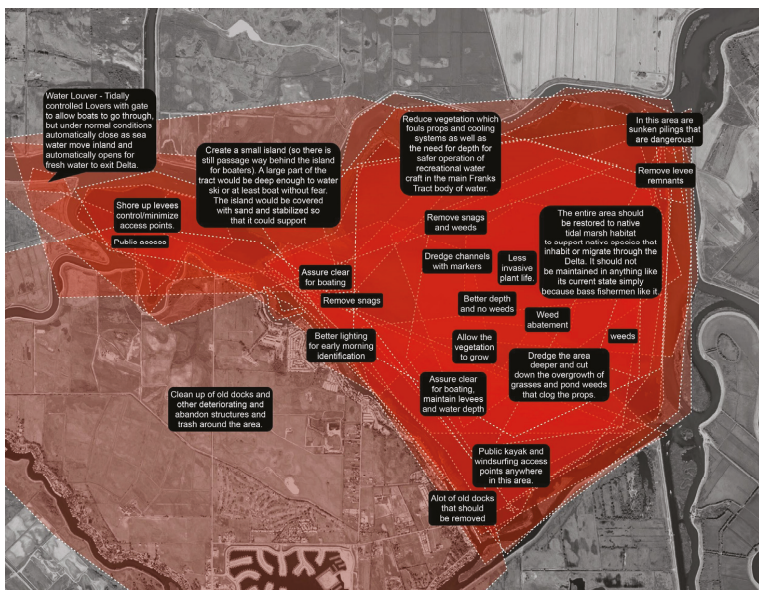 Water Louver - Tidally
controlled Lovers with gate
to allow boats to go through,
but under normal conditions
automatically close as sea
water move inland and
automatically opens for
fresh water to exit Delta.
Create a small island (so there is
still passage way behind the island
for boaters). A large part of the
tract would be deep enough to water
ski or at least boat without fear.
The island would be covered
with sand and stabilized so
that it could support
Reduce vegetation which
fouls props and cooling
systems as well as
the need for depth for
safer operation of
recreational water
craft in the main Franks
Tract body of water.
In this area are
sunken pilings that
are dangerous!
Remove levee
remnants
Shore up levees
control/minimize
access points.
Public access
Remove snags
and weeds
The entire area should
be restored to native
tidal marsh habitat
to support native species that
inhabit or migrate through the
Delta. It should not
be maintained in anything like
its current state simply
because bass fishermen like it
Dredge channels
with markers
Less
invasive
plant life.
Assure clear
for boating
Remove snags
Better depth
and no weeds
Weed
abatement
weeds
Better lighting
for early morning
identification
Allow the
vegetation
to grow
Dredge the area
deeper and cut
down the overgrowth of
grasses and pond weeds
that clog the props.
Assure clear
for boating,
maintain levees
and water depth
Clean up of old docks and
other deteriorating and
abandon structures and
trash around the area.
Public kayak and
windsurfing access
points anywhere
in this area.
Alot of old docks
that should
be removed